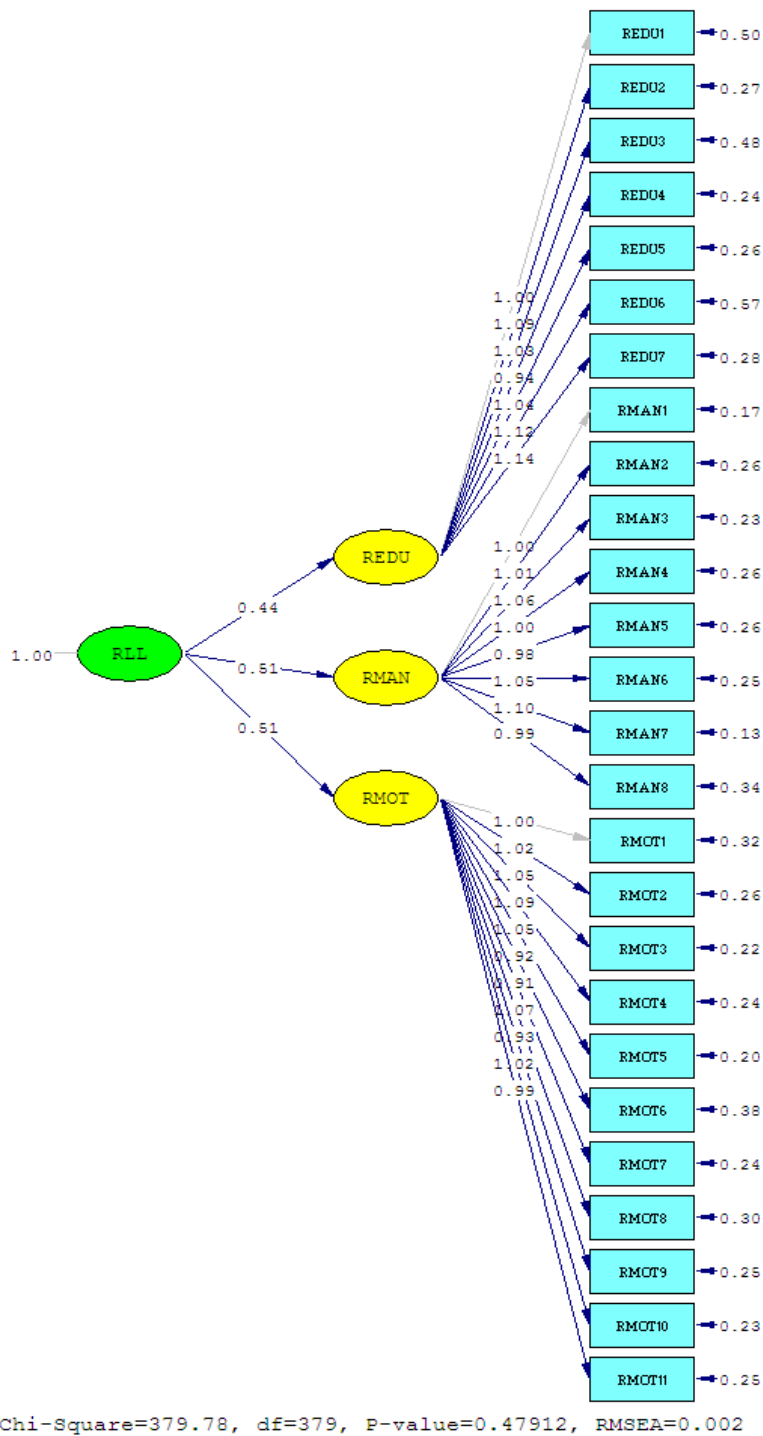 REDU1 0.50
REDU2 0.27
REDU3 0.48
REDU4 0.24
REDU5 0.26
REDU6 0.57
REDU7 0.28
RMAN1 0.17
RMAN2 0.26
RMAN3 0.23
RMAN4 0.26
RMAN5 0.26
RMAN6 0.25
RMAN7 0.13
RMAN8 0.34
RMOT1 0.32
RMOT2 0.26
RMOT3 0.22
RMOT4 0.24
RMOT5 0.20
RMOT6 0.38
RMOT7 0.24
RMOT8 0.30
RMOT9 0.25
RMOT10 0.23
RMOT11 0.25
1.00
1.09
1.03
0.94
1.04
1.12
1.14
1.00
1.01
1.06
1.00
0.98
1.05
1.10
0.99
1.00
1.02
1.05
1.09
1.05
0.92
0.91
1.07
0.93
1.02
0.99
REDU
RMAN
RMOT
0.44
0.51
0.51
1.00 RLL
Chi-Square=379.78, df=379, P-value=0.47912, RMSEA=0.002